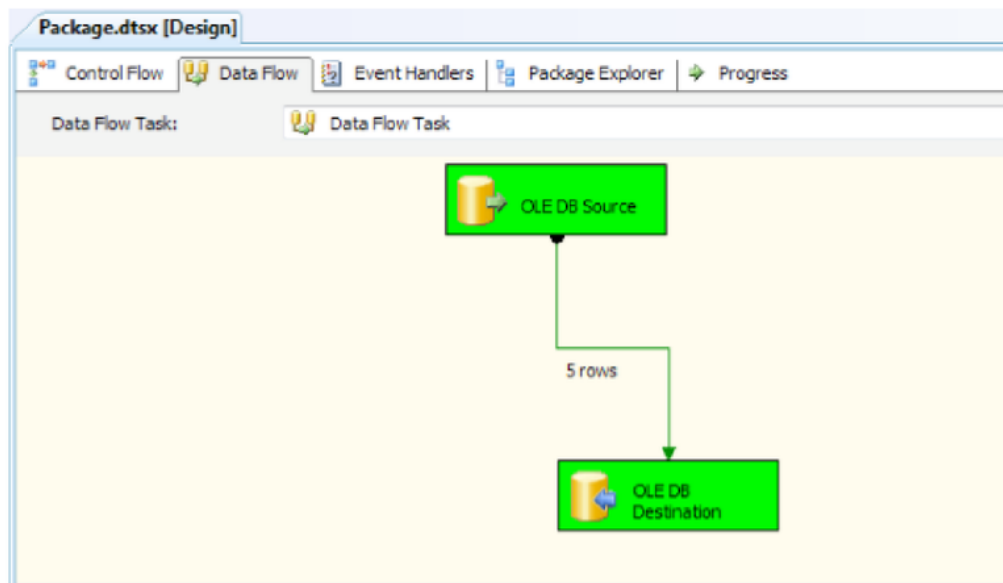 Package.dtsx [Design]
Control Flow Data Flow Event Handlers Package Explorer Progress
Data Flow Task: Data Flow Task
OLE DB Source
5 rows
OLE DB
Destination